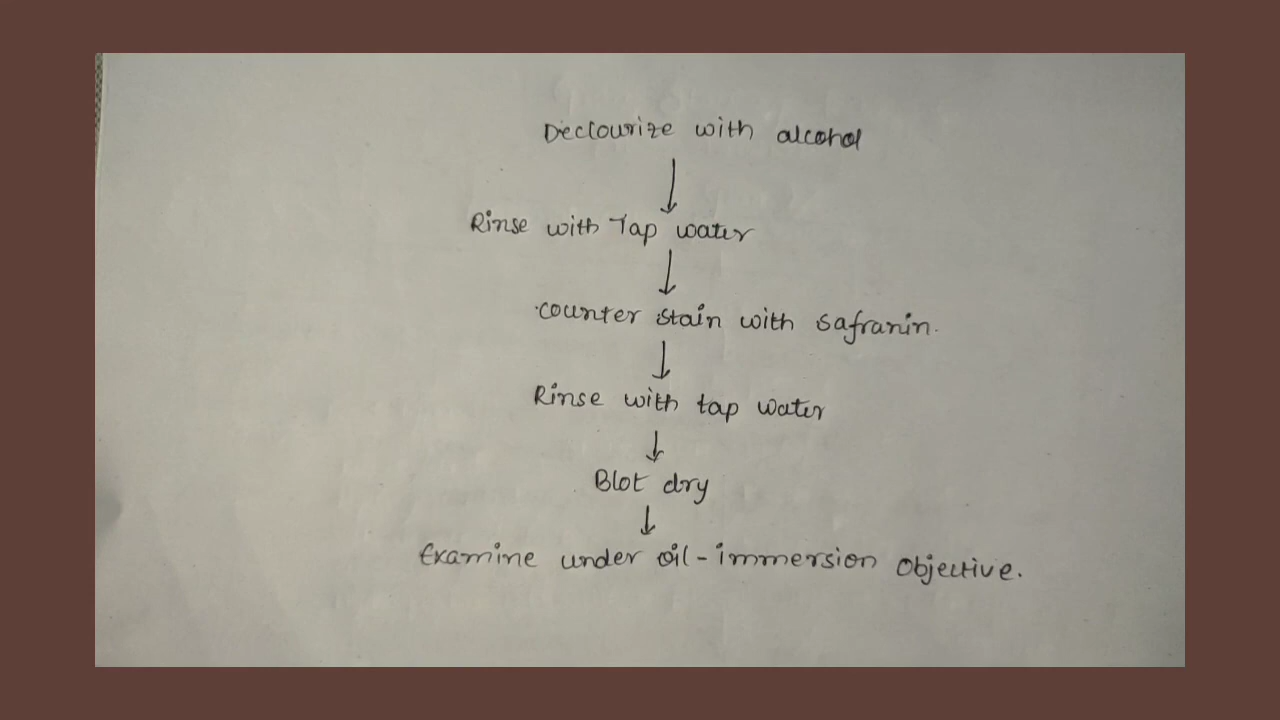 Declourize with alcohol
Rinse with Tap water
counter stain with safranin.
Rinse with tap water
Blot dry
Examine under oil-immersion objective.